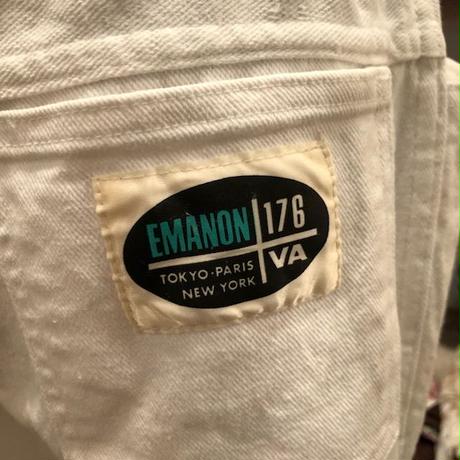 EMANON 176
TOKYO·PARIS VA
NEW YORK